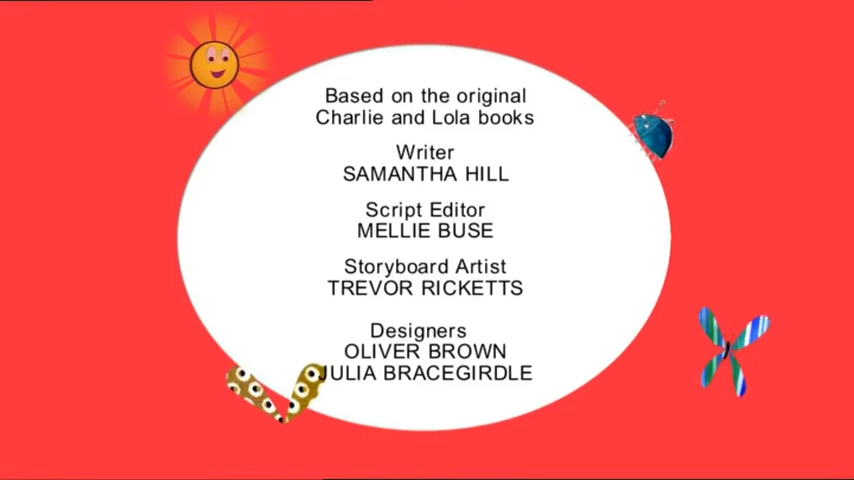 Based on the original
Charlie and Lola books
Writer
SAMANTHA HILL
Script Editor
MELLIE BUSE
Storyboard Artist
TREVOR RICKETTS
Designers
OLIVER BROWN
JULIA BRACEGIRDLE